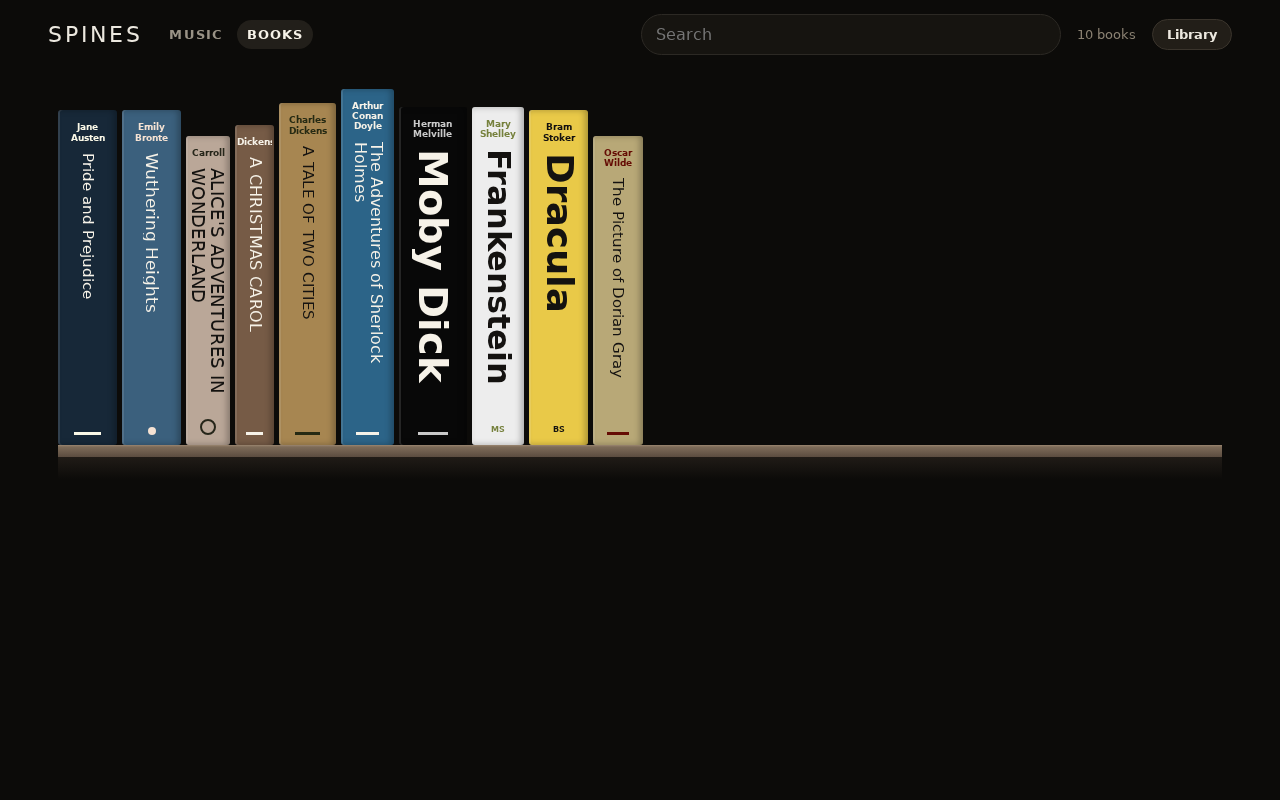 SPINES
MUSIC
BOOKS
Search
10 books
Library
Jane
Austen
Pride and Prejudice
Emily
Bronte
Wuthering Heights
Carroll
ALICE'S ADVENTURES IN
WONDERLAND
Dickens
A CHRISTMAS CAROL
Charles
Dickens
A TALE OF TWO CITIES
Arthur
Conan
Doyle
The Adventures of Sherlock
Holmes
Herman
Melville
Moby Dick
Mary
Shelley
Frankenstein
MS
Bram
Stoker
Dracula
BS
Oscar
Wilde
The Picture of Dorian Gray